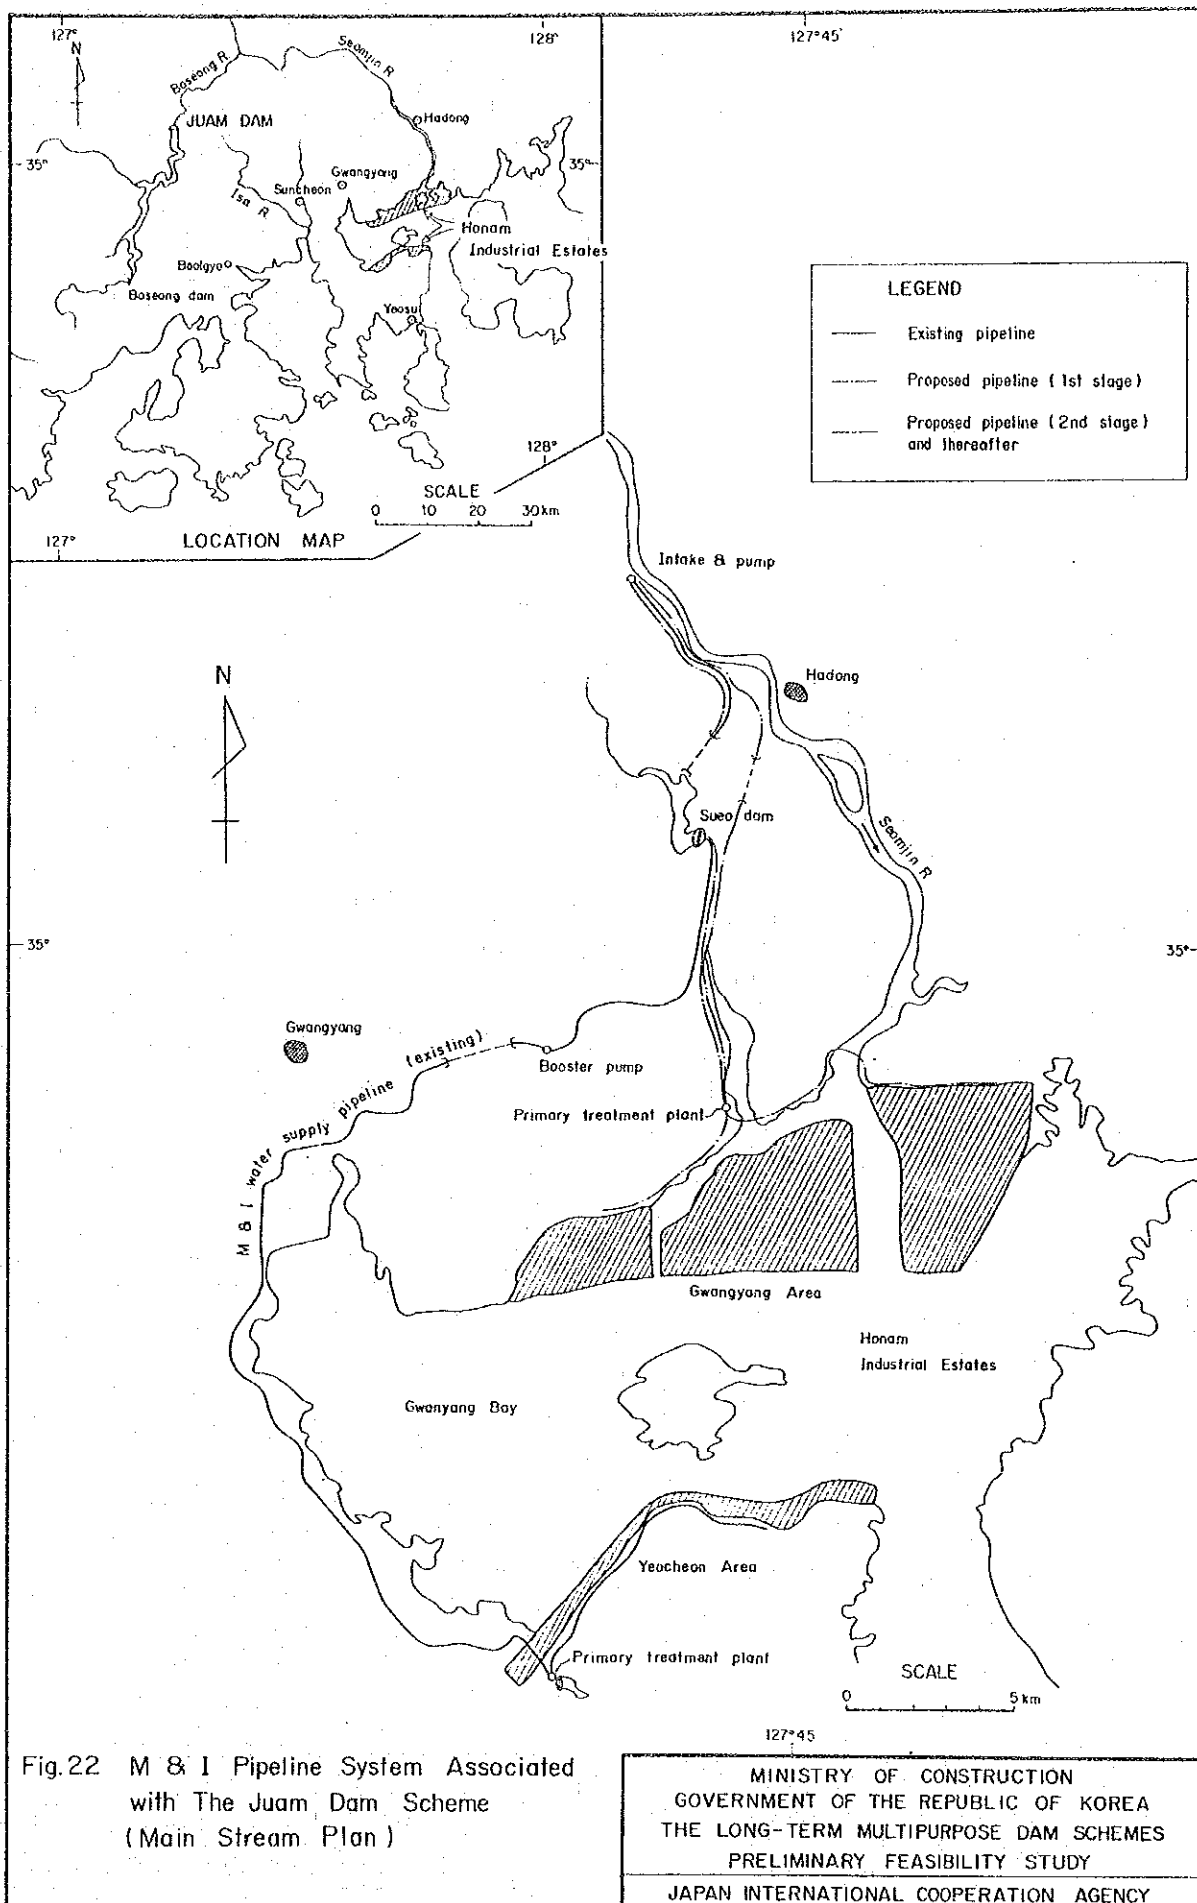 127°
128°
127°45'
N
Boseong R
Seomjin R
JUAM DAM
Hadong
35°
35°
Gwangyang
Suncheon
Isa R
Honam
Industrial Estates
Boolgyo
Boseong dam
Yeosu
128°
SCALE
0 10 20 30 km
127°
LOCATION MAP
LEGEND
Existing pipeline
Proposed pipeline ( 1st stage )
Proposed pipeline ( 2nd stage )
and thereafter
Intake & pump
N
Hadong
Sueo dam
Seomjin R
35°
35°
Gwangyang
M & I water supply pipeline (existing)
Booster pump
Primary treatment plant
Gwangyang Area
Honam
Industrial Estates
Gwanyang Bay
Yeocheon Area
Primary treatment plant
SCALE
0 5 km
127°45
Fig. 22 M & I Pipeline System Associated
with The Juam Dam Scheme
( Main Stream Plan )
MINISTRY OF CONSTRUCTION
GOVERNMENT OF THE REPUBLIC OF KOREA
THE LONG-TERM MULTIPURPOSE DAM SCHEMES
PRELIMINARY FEASIBILITY STUDY
JAPAN INTERNATIONAL COOPERATION AGENCY